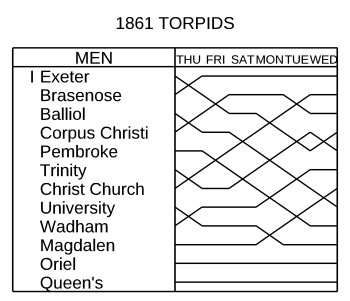 1861 TORPIDS
MEN THU FRI SAT MON TUE WED
I Exeter
Brasenose
Balliol
Corpus Christi
Pembroke
Trinity
Christ Church
University
Wadham
Magdalen
Oriel
Queen's